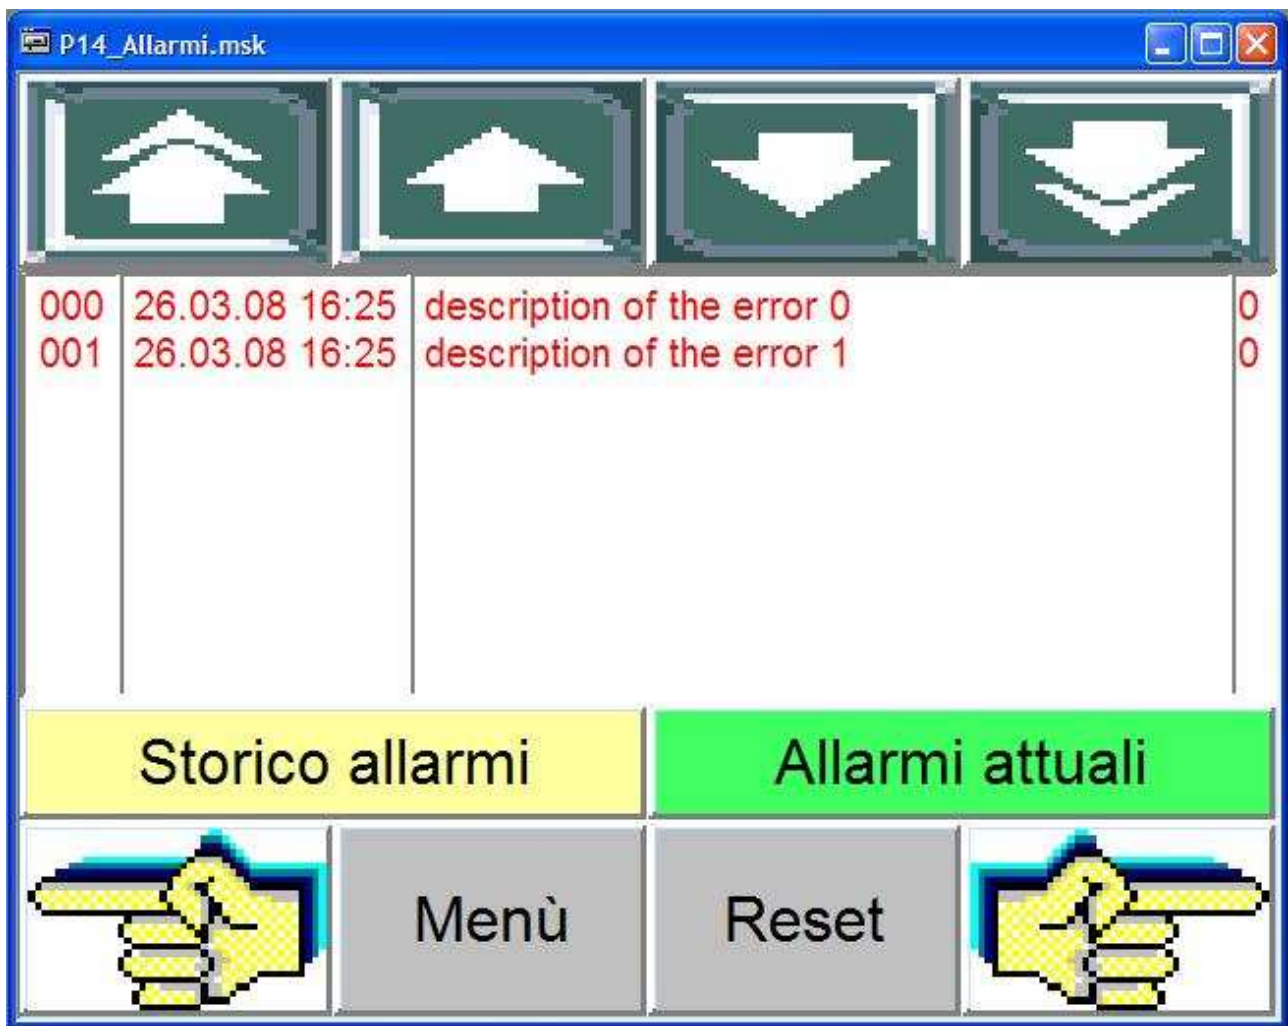 P14_Allarmi.msk
000 26.03.08 16:25 description of the error 0 0
001 26.03.08 16:25 description of the error 1 0
Storico allarmi Allarmi attuali
Menù Reset